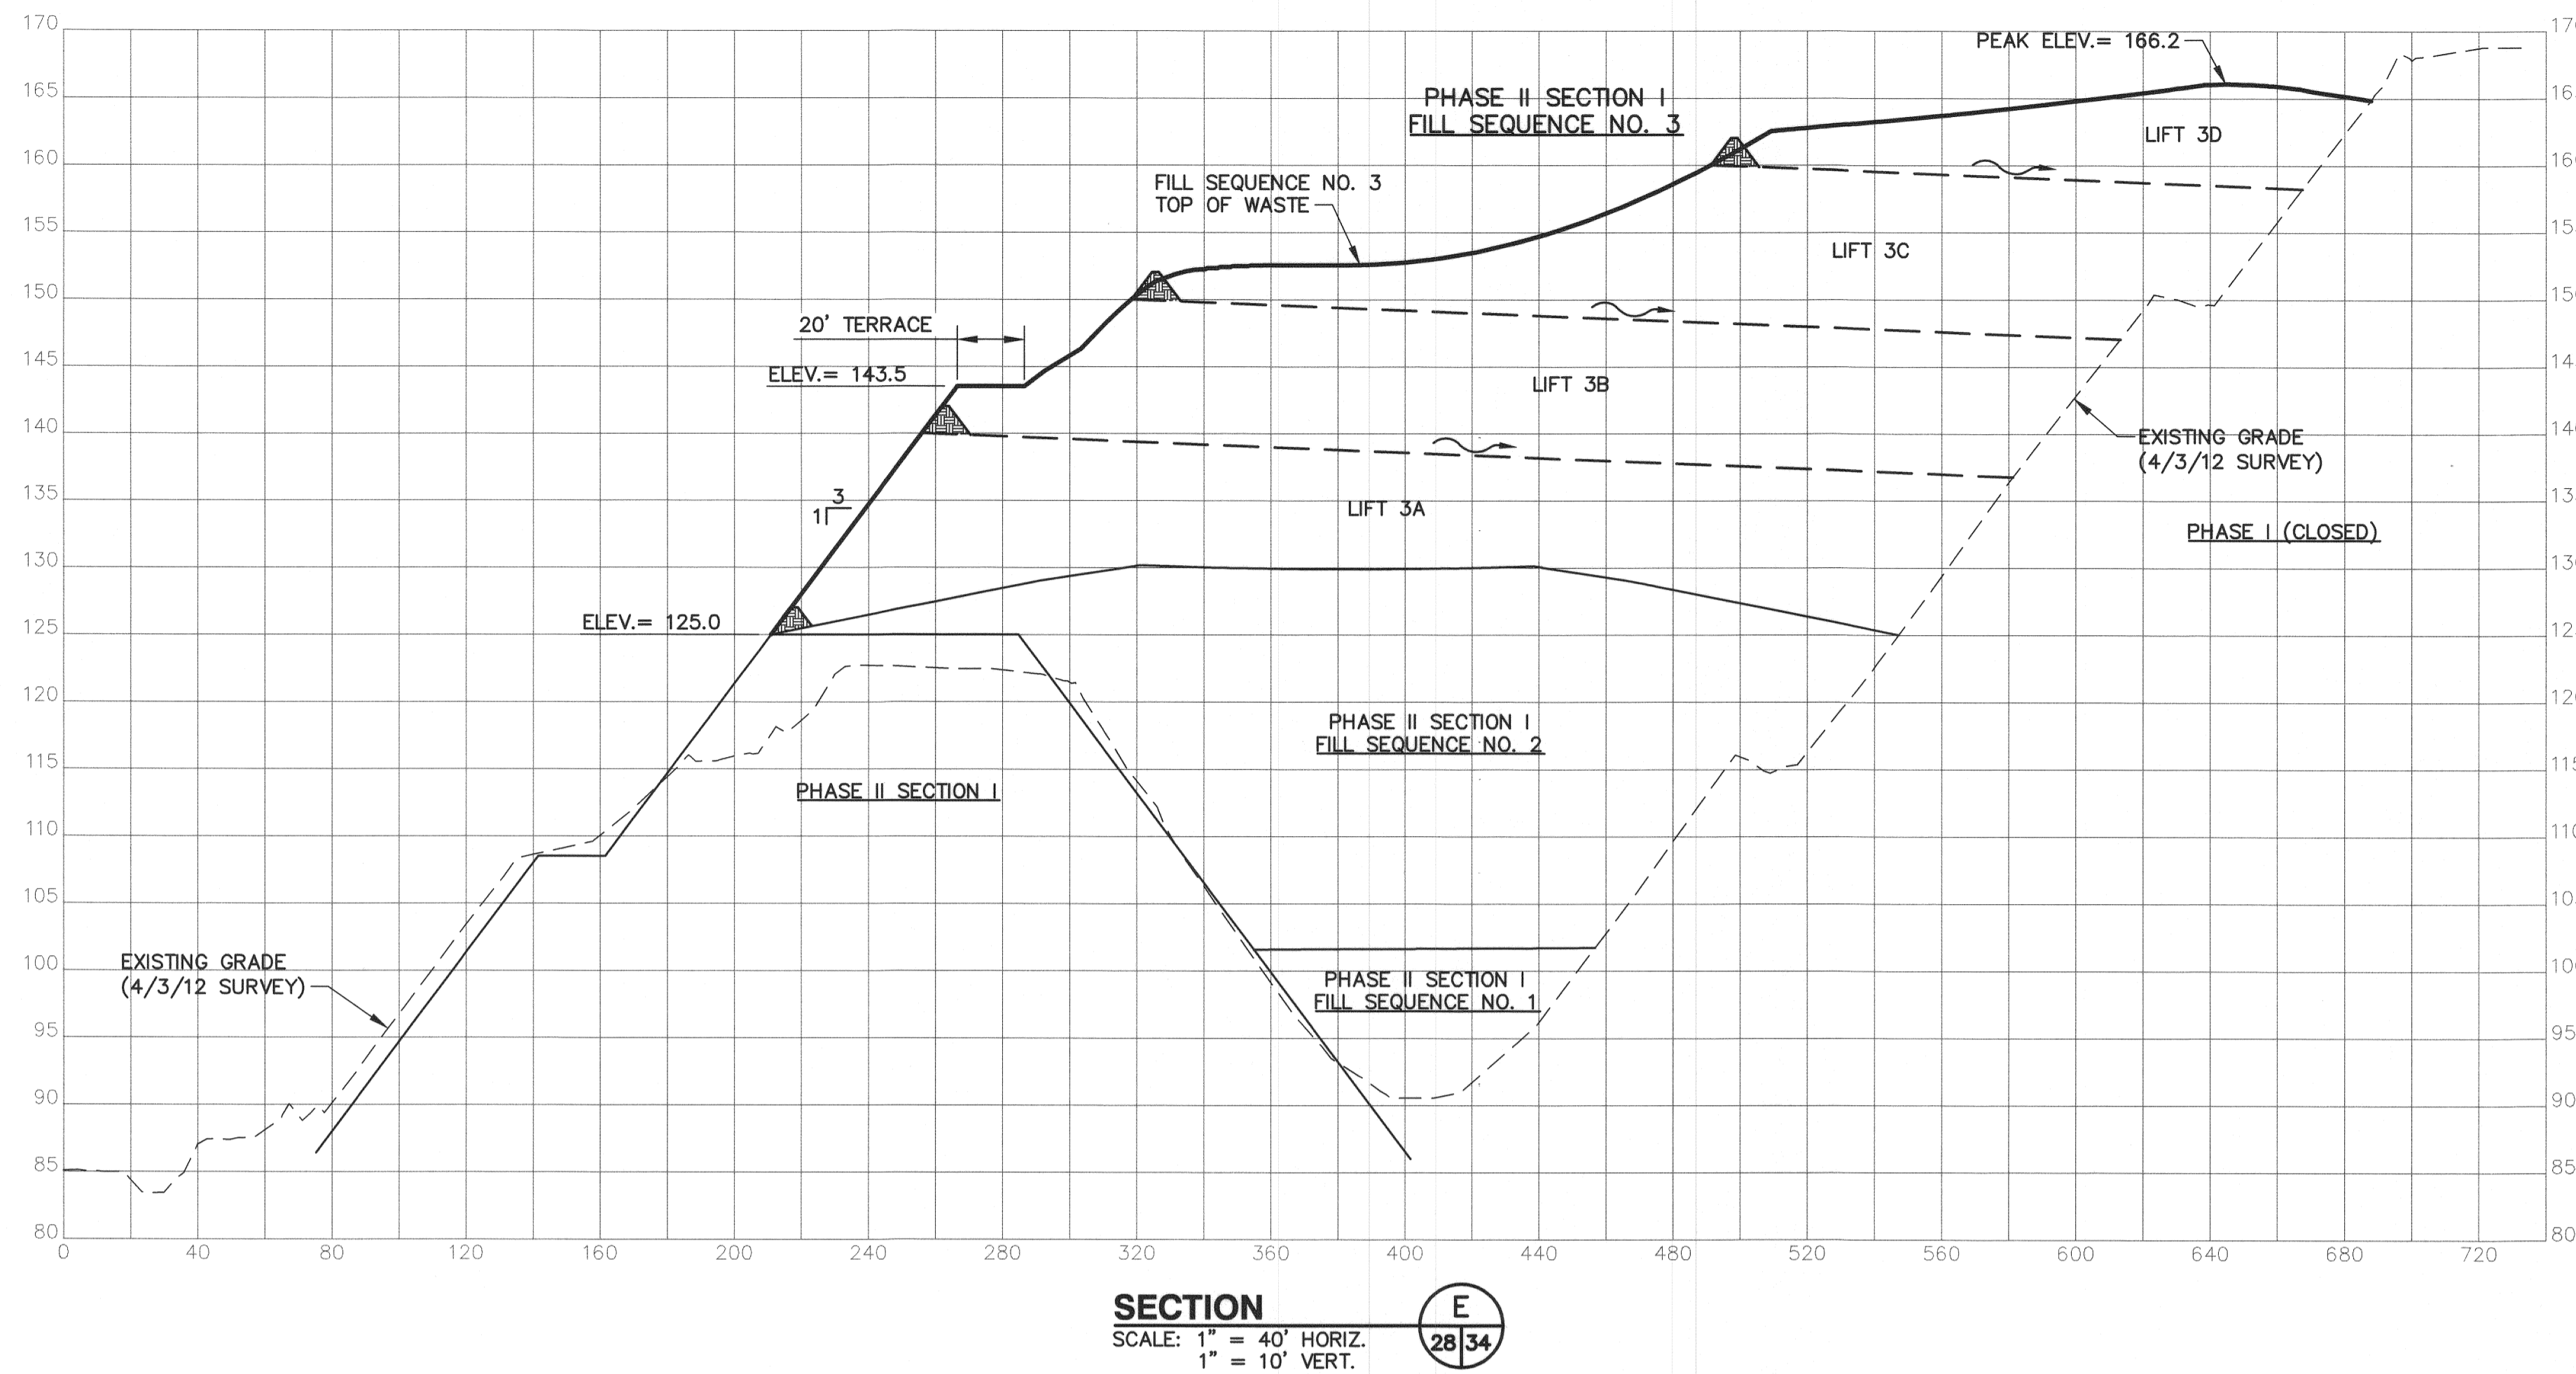 170
165
160
155
150
145
140
135
130
125
120
115
110
105
100
95
90
85
80
0 40 80 120 160 200 240 280 320 360 400 440 480 520 560 600 640 680 720
PEAK ELEV.= 166.2
PHASE II SECTION I
FILL SEQUENCE NO. 3
LIFT 3D
FILL SEQUENCE NO. 3
TOP OF WASTE
LIFT 3C
20' TERRACE
ELEV.= 143.5
LIFT 3B
EXISTING GRADE
(4/3/12 SURVEY)
3
1
LIFT 3A
PHASE I (CLOSED)
ELEV.= 125.0
PHASE II SECTION I
FILL SEQUENCE NO. 2
PHASE II SECTION I
EXISTING GRADE
(4/3/12 SURVEY)
PHASE II SECTION I
FILL SEQUENCE NO. 1
115
95
90
85
80
SECTION
E
28 34
SCALE: 1" = 40' HORIZ.
1" = 10' VERT.